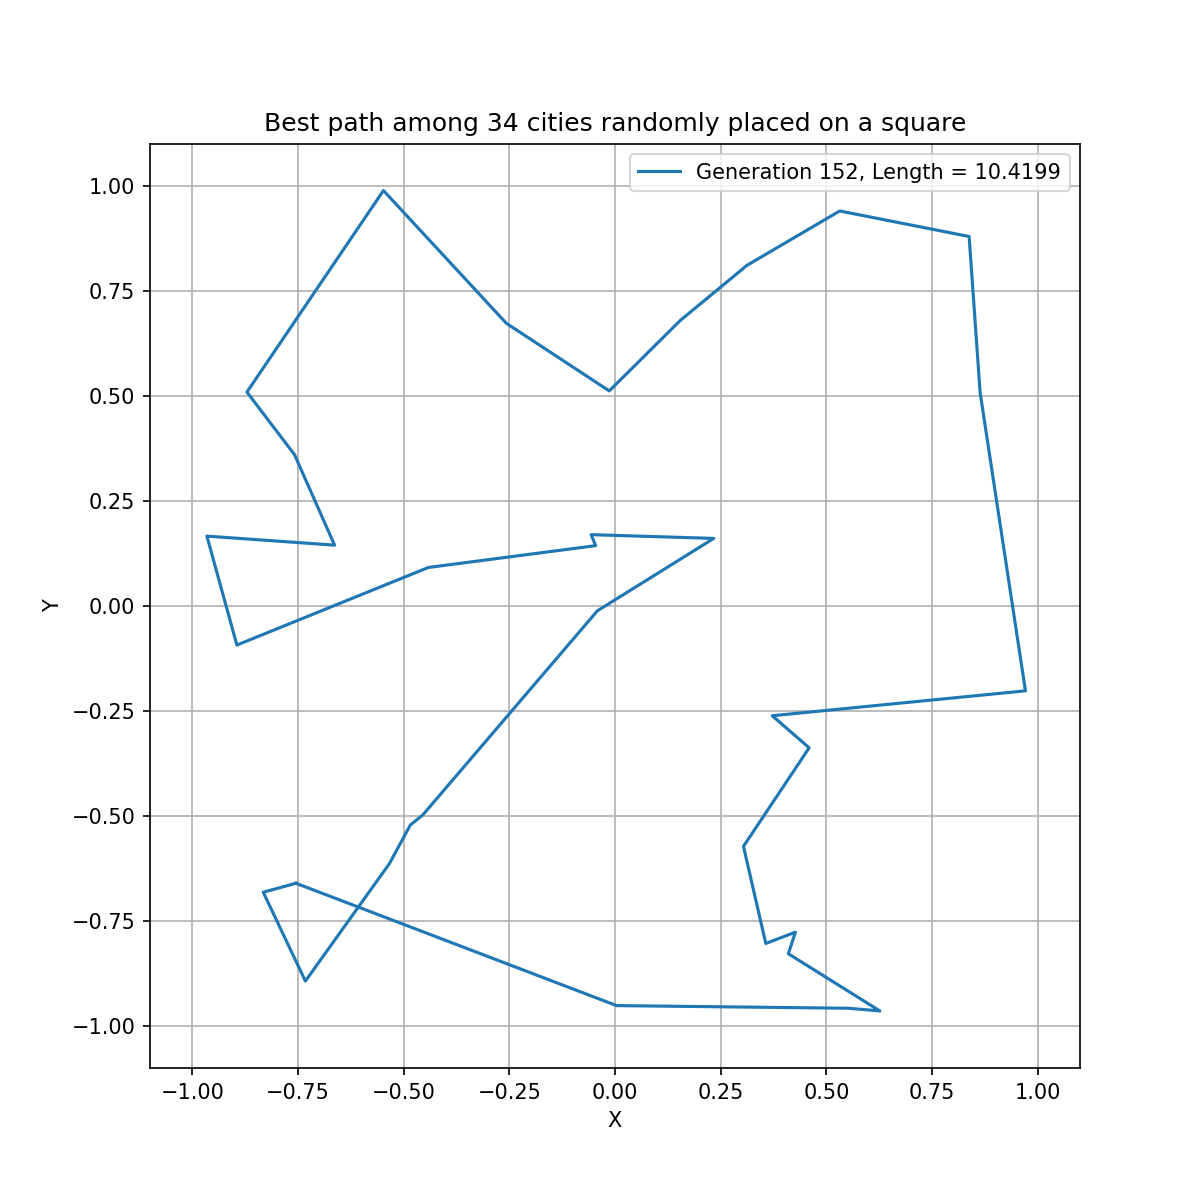 Best path among 34 cities randomly placed on a square
Generation 152, Length = 10.4199
1.00
0.75
0.50
0.25
0.00
−0.25
−0.50
−0.75
−1.00
Y
−1.00 −0.75 −0.50 −0.25 0.00 0.25 0.50 0.75 1.00
X